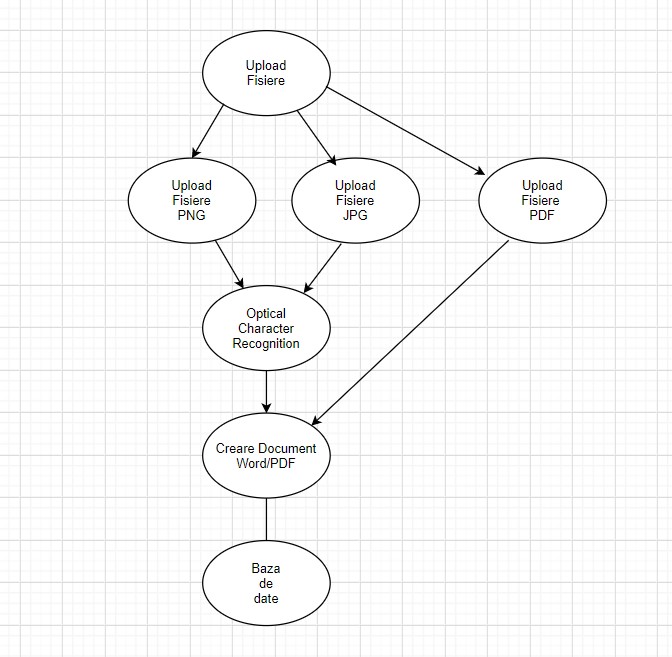 Upload
Fisiere
Upload
Fisiere
PNG
Upload
Fisiere
JPG
Upload
Fisiere
PDF
Optical
Character
Recognition
Creare Document
Word/PDF
Baza
de
date